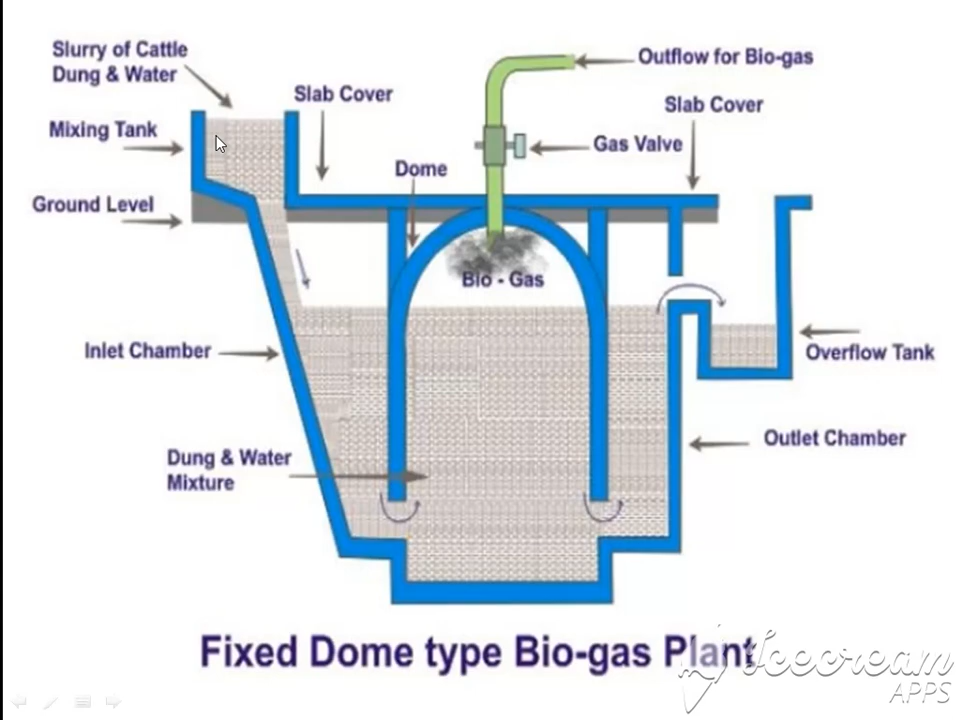 Slurry of Cattle
Dung & Water
Outflow for Bio-gas
Slab Cover
Slab Cover
Mixing Tank
Gas Valve
Dome
Ground Level
Bio - Gas
Inlet Chamber
Overflow Tank
Outlet Chamber
Dung & Water
Mixture
Fixed Dome type Bio-gas Plant
Icecream
APPS